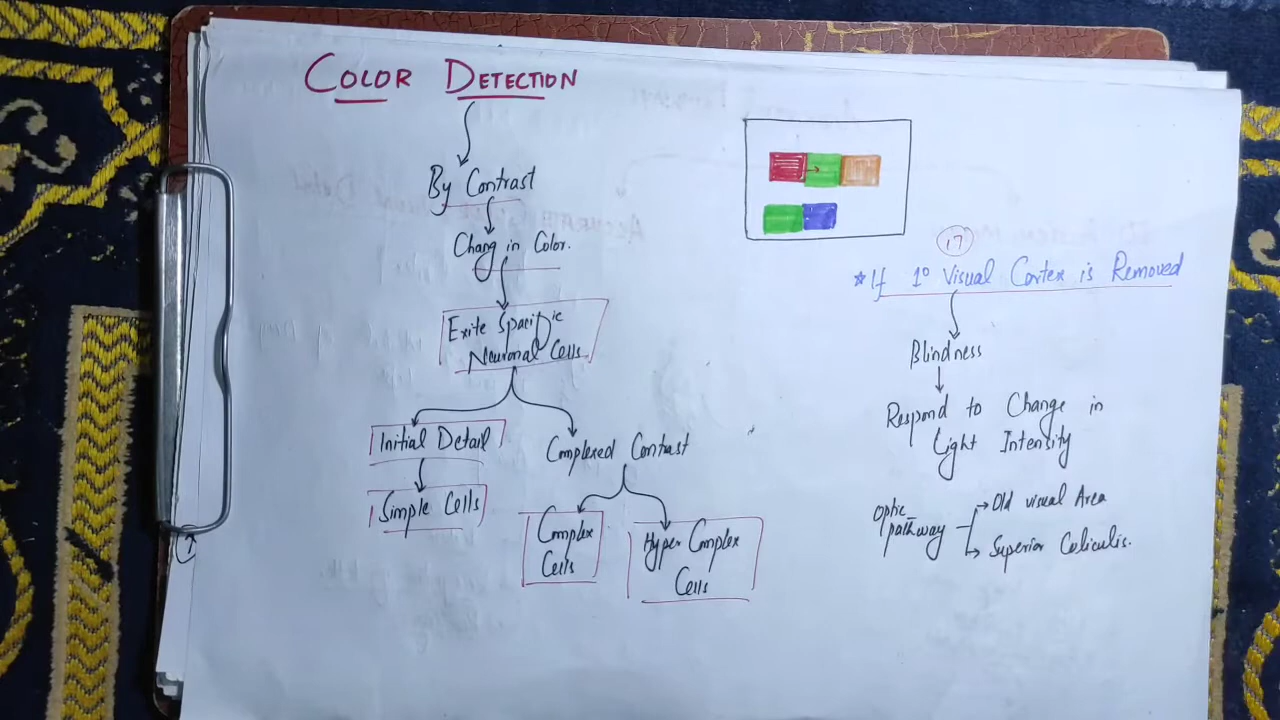 COLOR DETECTION
By Contrast
Chang in Color.
Exite Spacific
Neuronal Cells
Initial Detail
Simple Cells
Complexed Contrast
Complex
Cells
Hyper Complex
Cells
17
*If 1° Visual Cortex is Removed
Blindness
Respond to Change in
Light Intensity
Optic
pathway
Old visual Area
Superior Coliculis.